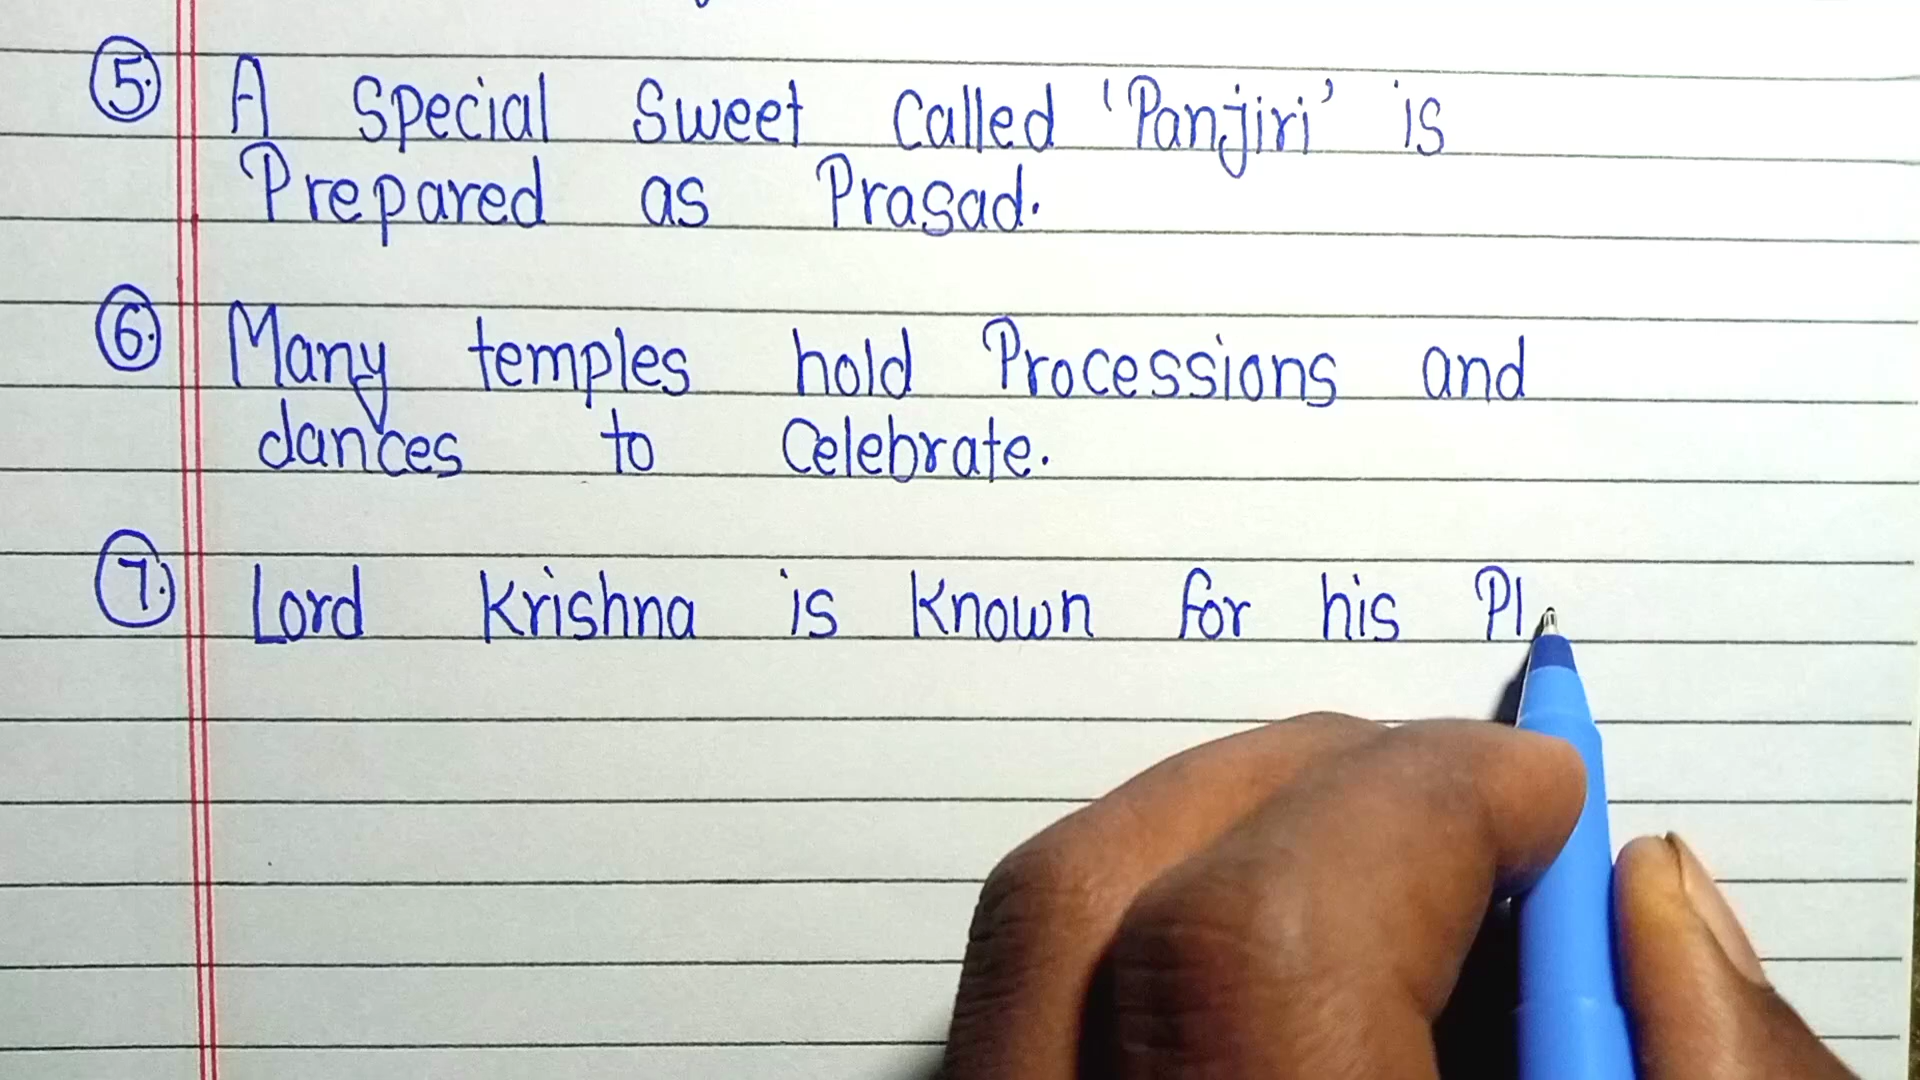 5. A Special Sweet Called 'Panjiri' is
Prepared as Prasad.
6. Many temples hold Processions and
dances to Celebrate.
7. Lord Krishna is Known for his Pl